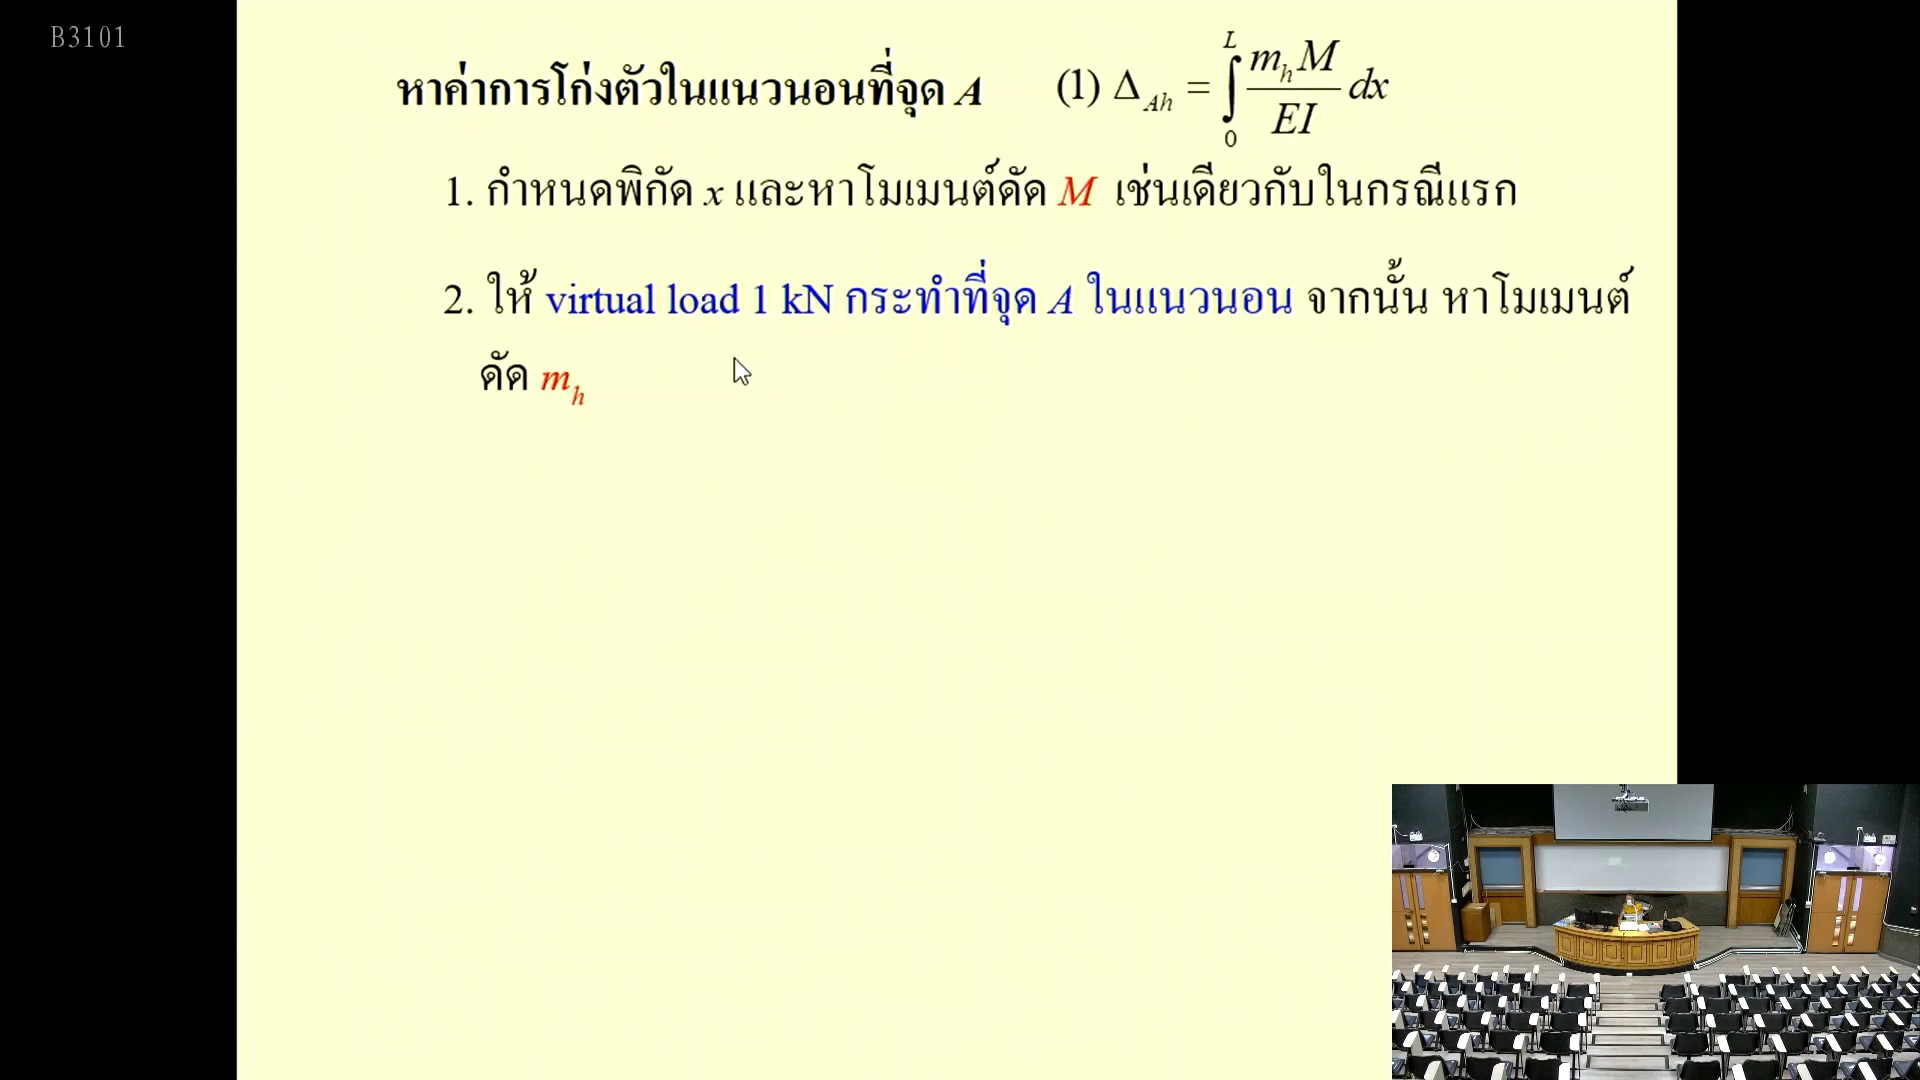 B3101
หาค่าการโก่งตัวในแนวนอนที่จุด A (1) Δ_Ah = ∫_0^L (m_h M / EI) dx
1. กำหนดพิกัด x และหาโมเมนต์ดัด M เช่นเดียวกับในกรณีแรก
2. ให้ virtual load 1 kN กระทำที่จุด A ในแนวนอน จากนั้น หาโมเมนต์
ดัด m_h